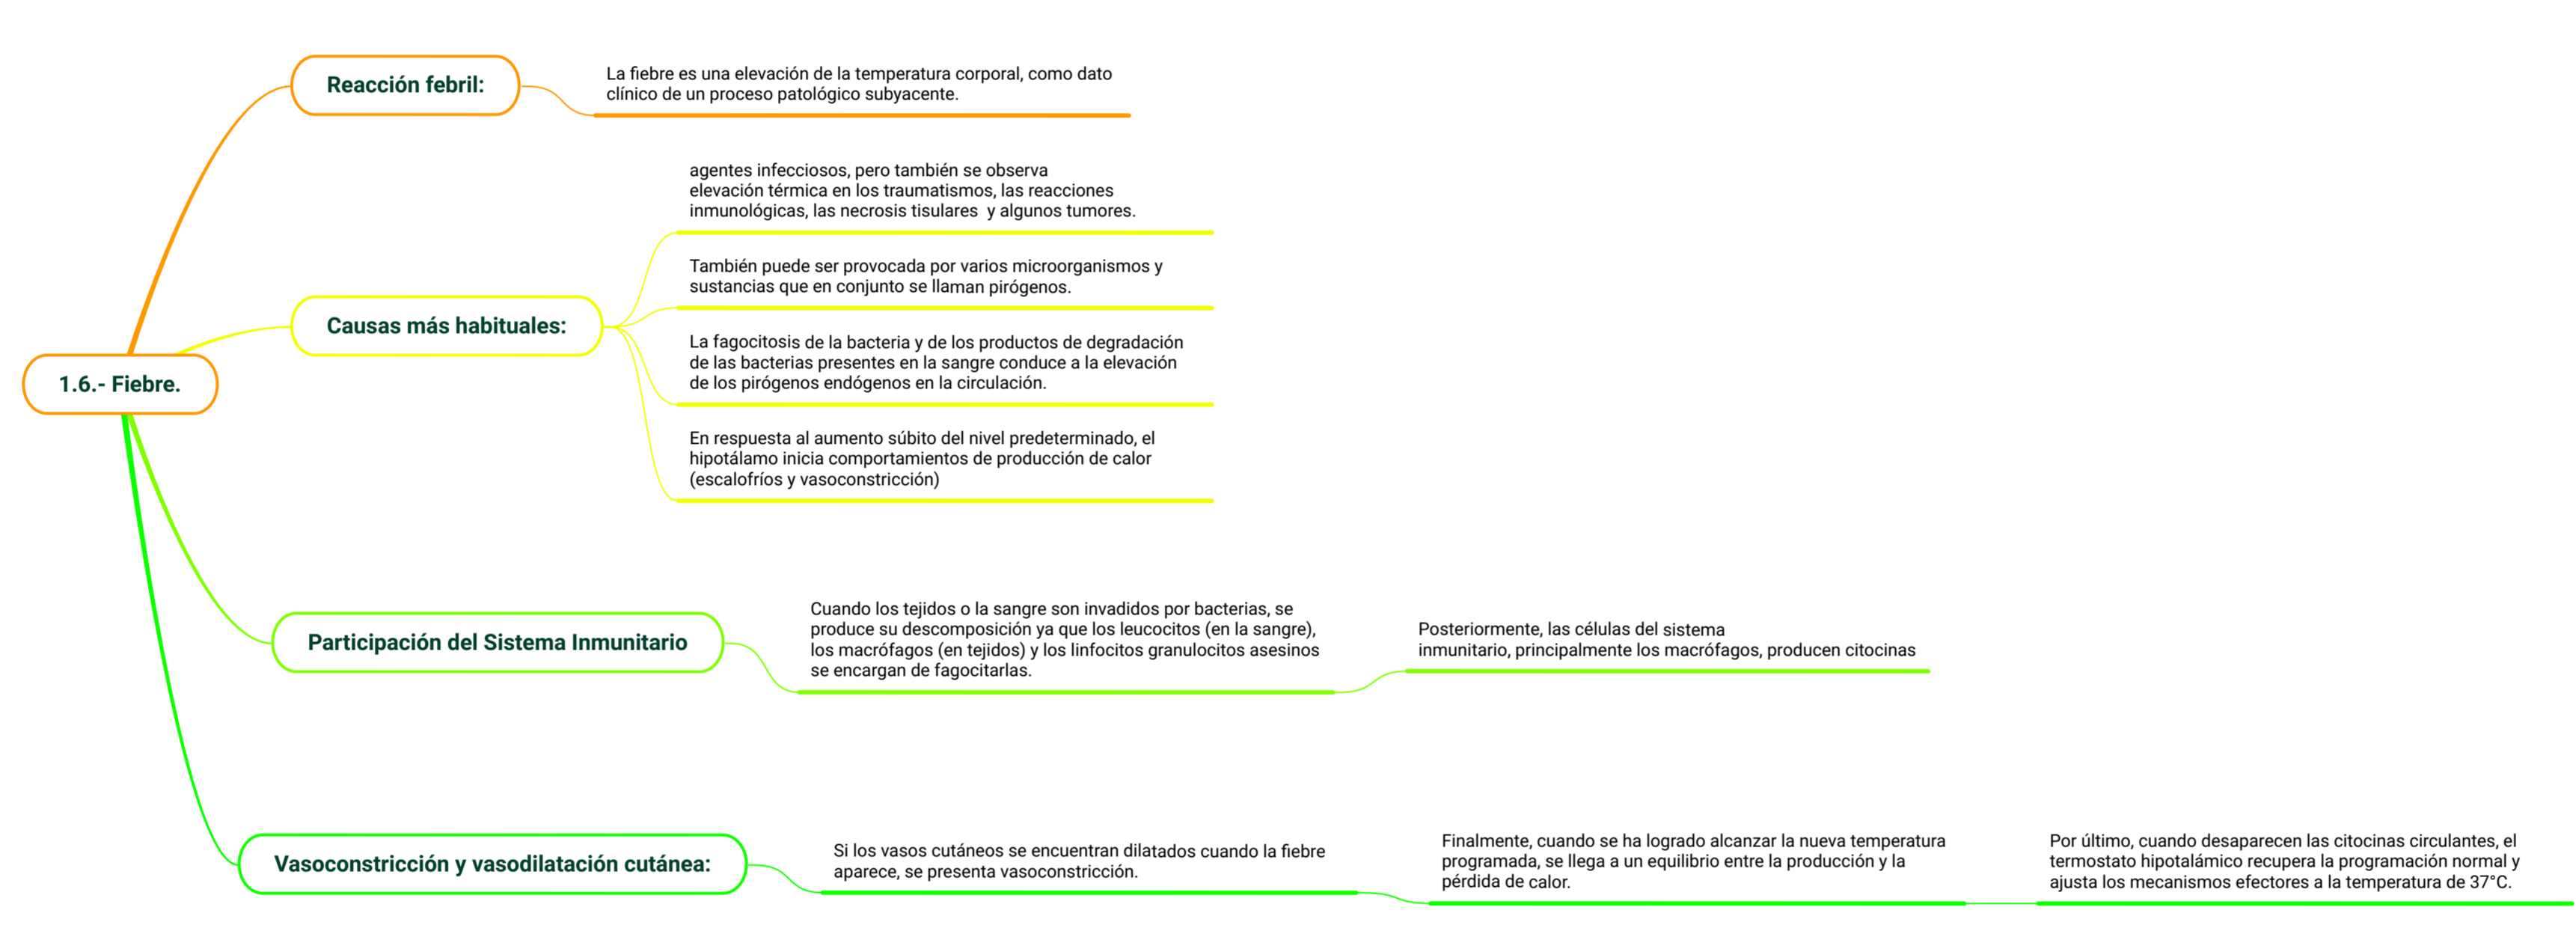 1.6.- Fiebre.
Reacción febril:
La fiebre es una elevación de la temperatura corporal, como dato
clínico de un proceso patológico subyacente.
Causas más habituales:
agentes infecciosos, pero también se observa
elevación térmica en los traumatismos, las reacciones
inmunológicas, las necrosis tisulares  y algunos tumores.
También puede ser provocada por varios microorganismos y
sustancias que en conjunto se llaman pirógenos.
La fagocitosis de la bacteria y de los productos de degradación
de las bacterias presentes en la sangre conduce a la elevación
de los pirógenos endógenos en la circulación.
En respuesta al aumento súbito del nivel predeterminado, el
hipotálamo inicia comportamientos de producción de calor
(escalofríos y vasoconstricción)
Participación del Sistema Inmunitario
Cuando los tejidos o la sangre son invadidos por bacterias, se
produce su descomposición ya que los leucocitos (en la sangre),
los macrófagos (en tejidos) y los linfocitos granulocitos asesinos
se encargan de fagocitarlas.
Posteriormente, las células del sistema
inmunitario, principalmente los macrófagos, producen citocinas
Vasoconstricción y vasodilatación cutánea:
Si los vasos cutáneos se encuentran dilatados cuando la fiebre
aparece, se presenta vasoconstricción.
Finalmente, cuando se ha logrado alcanzar la nueva temperatura
programada, se llega a un equilibrio entre la producción y la
pérdida de calor.
Por último, cuando desaparecen las citocinas circulantes, el
termostato hipotalámico recupera la programación normal y
ajusta los mecanismos efectores a la temperatura de 37°C.